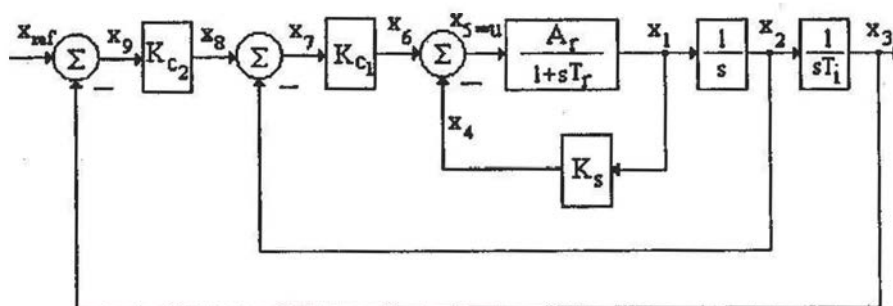 x_ref
Σ
x_9
K_c2
x_8
Σ
x_7
K_c1
x_6
Σ
x_5=u
A_r
1+sT_r
x_1
1
s
x_2
1
sT_i
x_3
−
−
−
x_4
K_s